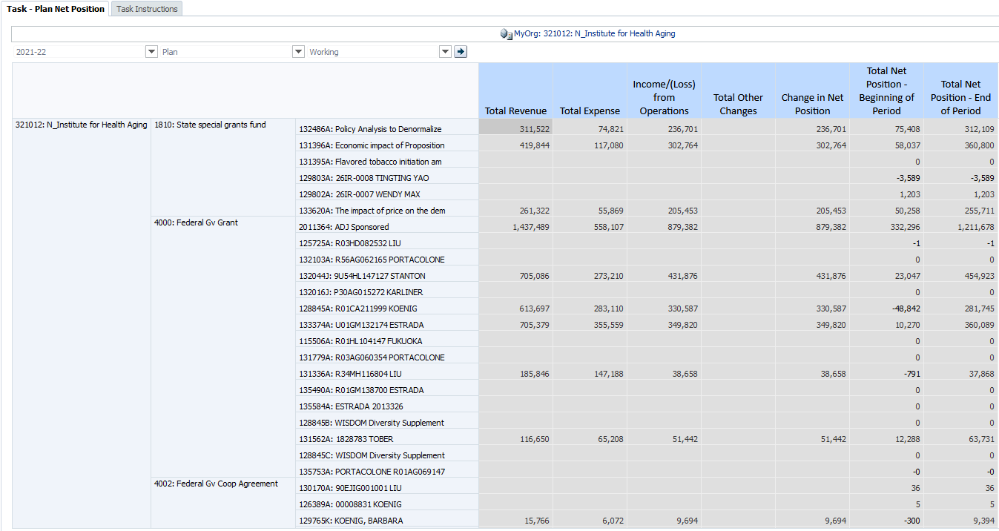 Task - Plan Net Position Task Instructions
MyOrg: 321012: N_Institute for Health Aging
2021-22 Plan Working
Total Revenue Total Expense Income/(Loss) from Operations Total Other Changes Change in Net Position Total Net Position - Beginning of Period Total Net Position - End of Period
321012: N_Institute for Health Aging 1810: State special grants fund 132486A: Policy Analysis to Denormalize 311,522 74,821 236,701 236,701 75,408 312,109
131396A: Economic impact of Proposition 419,844 117,080 302,764 302,764 58,037 360,800
131395A: Flavored tobacco initiation am 0 0
129803A: 26IR-0008 TINGTING YAO -3,589 -3,589
129802A: 26IR-0007 WENDY MAX 1,203 1,203
133620A: The impact of price on the dem 261,322 55,869 205,453 205,453 50,258 255,711
4000: Federal Gv Grant 2011364: ADJ Sponsored 1,437,489 558,107 879,382 879,382 332,296 1,211,678
125725A: R03HD082532 LIU -1 -1
132103A: R56AG062165 PORTACOLONE 0 0
132044J: 9U54HL147127 STANTON 705,086 273,210 431,876 431,876 23,047 454,923
132016J: P30AG015272 KARLINER 0 0
128845A: R01CA211999 KOENIG 613,697 283,110 330,587 330,587 -48,842 281,745
133374A: U01GM132174 ESTRADA 705,379 355,559 349,820 349,820 10,270 360,089
115506A: R01HL104147 FUKUOKA 0 0
131779A: R03AG060354 PORTACOLONE 0 0
131336A: R34MH116804 LIU 185,846 147,188 38,658 38,658 -791 37,868
135490A: R01GM138700 ESTRADA 0 0
135584A: ESTRADA 2013326 0 0
128845B: WISDOM Diversity Supplement 0 0
131562A: 1828783 TOBER 116,650 65,208 51,442 51,442 12,288 63,731
128845C: WISDOM Diversity Supplement 0 0
135753A: PORTACOLONE R01AG069147 -0 -0
4002: Federal Gv Coop Agreement 130170A: 90EJIG001001 LIU 36 36
126389A: 00008831 KOENIG 5 5
129765K: KOENIG, BARBARA 15,766 6,072 9,694 9,694 -300 9,394